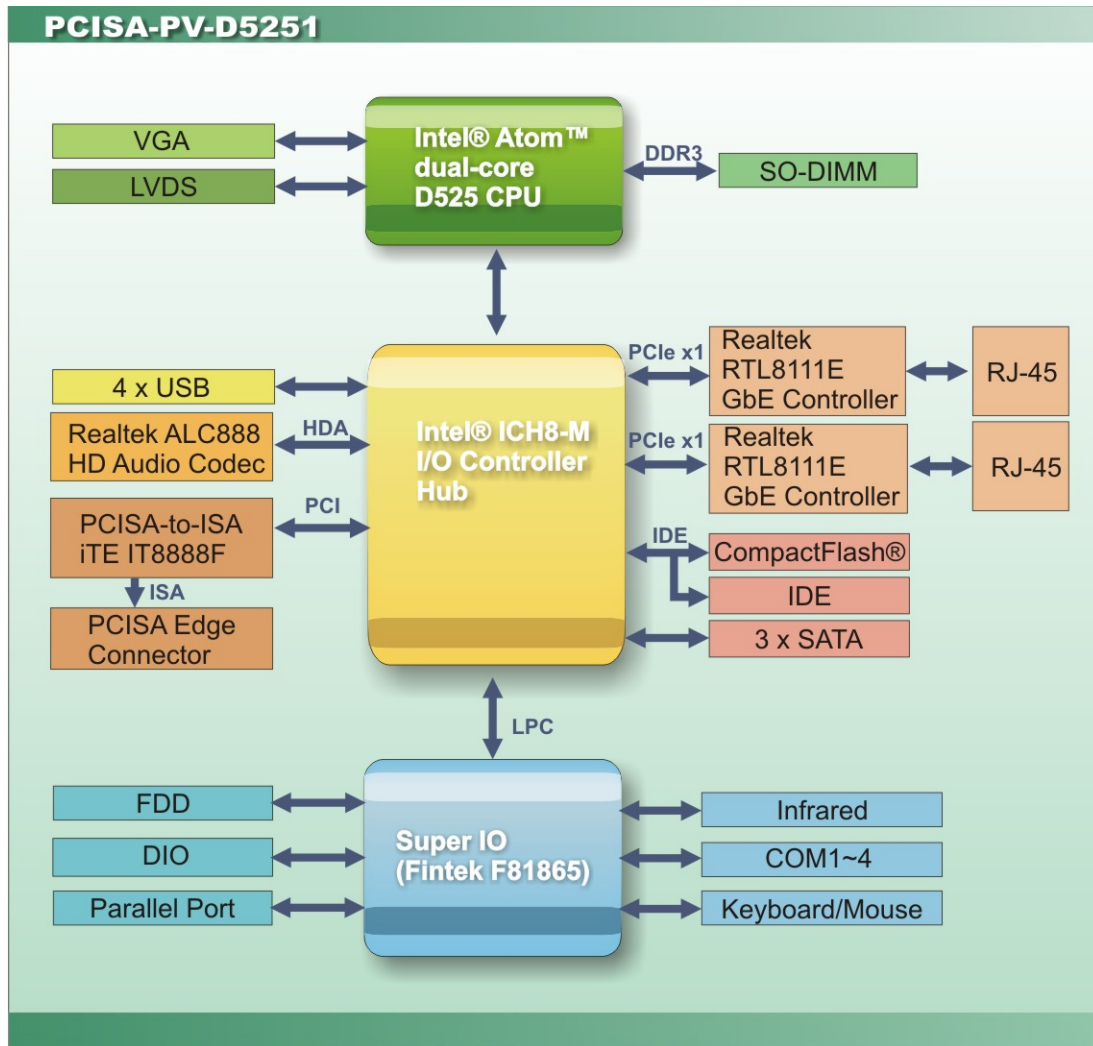 PCISA-PV-D5251
VGA
LVDS
Intel® Atom™
dual-core
D525 CPU
DDR3
SO-DIMM
4 x USB
Realtek ALC888
HD Audio Codec
HDA
PCISA-to-ISA
iTE IT8888F
PCI
ISA
PCISA Edge
Connector
Intel® ICH8-M
I/O Controller
Hub
PCIe x1
Realtek
RTL8111E
GbE Controller
RJ-45
PCIe x1
Realtek
RTL8111E
GbE Controller
RJ-45
IDE
CompactFlash®
IDE
3 x SATA
LPC
FDD
DIO
Parallel Port
Super IO
(Fintek F81865)
Infrared
COM1~4
Keyboard/Mouse